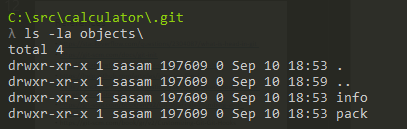 C:\src\calculator\.git
λ ls -la objects\
total 4
drwxr-xr-x 1 sasam 197609 0 Sep 10 18:53 .
drwxr-xr-x 1 sasam 197609 0 Sep 10 18:59 ..
drwxr-xr-x 1 sasam 197609 0 Sep 10 18:53 info
drwxr-xr-x 1 sasam 197609 0 Sep 10 18:53 pack